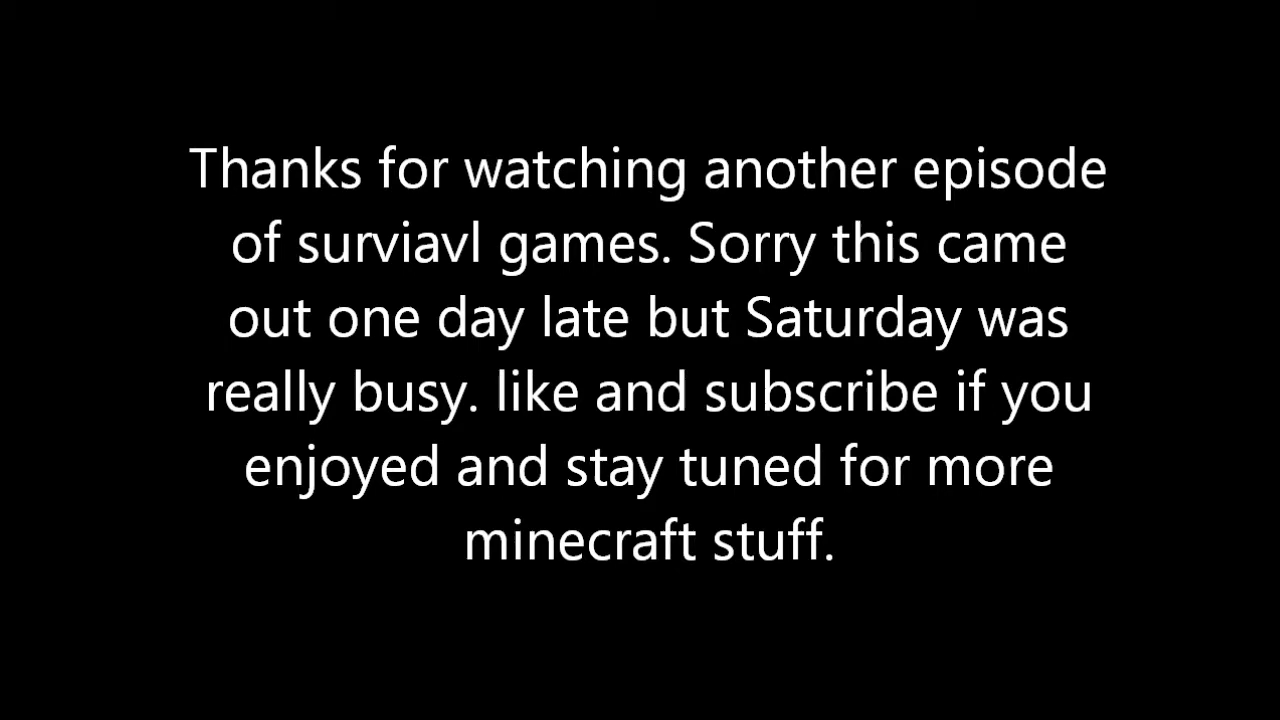 Thanks for watching another episode
of surviavl games. Sorry this came
out one day late but Saturday was
really busy. like and subscribe if you
enjoyed and stay tuned for more
minecraft stuff.